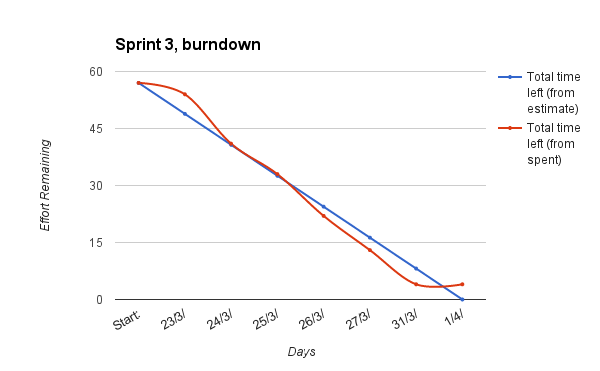 Sprint 3, burndown
60
45
30
15
0
Effort Remaining
Start
23/3/
24/3/
25/3/
26/3/
27/3/
31/3/
1/4/
Days
Total time
left (from
estimate)
Total time
left (from
spent)